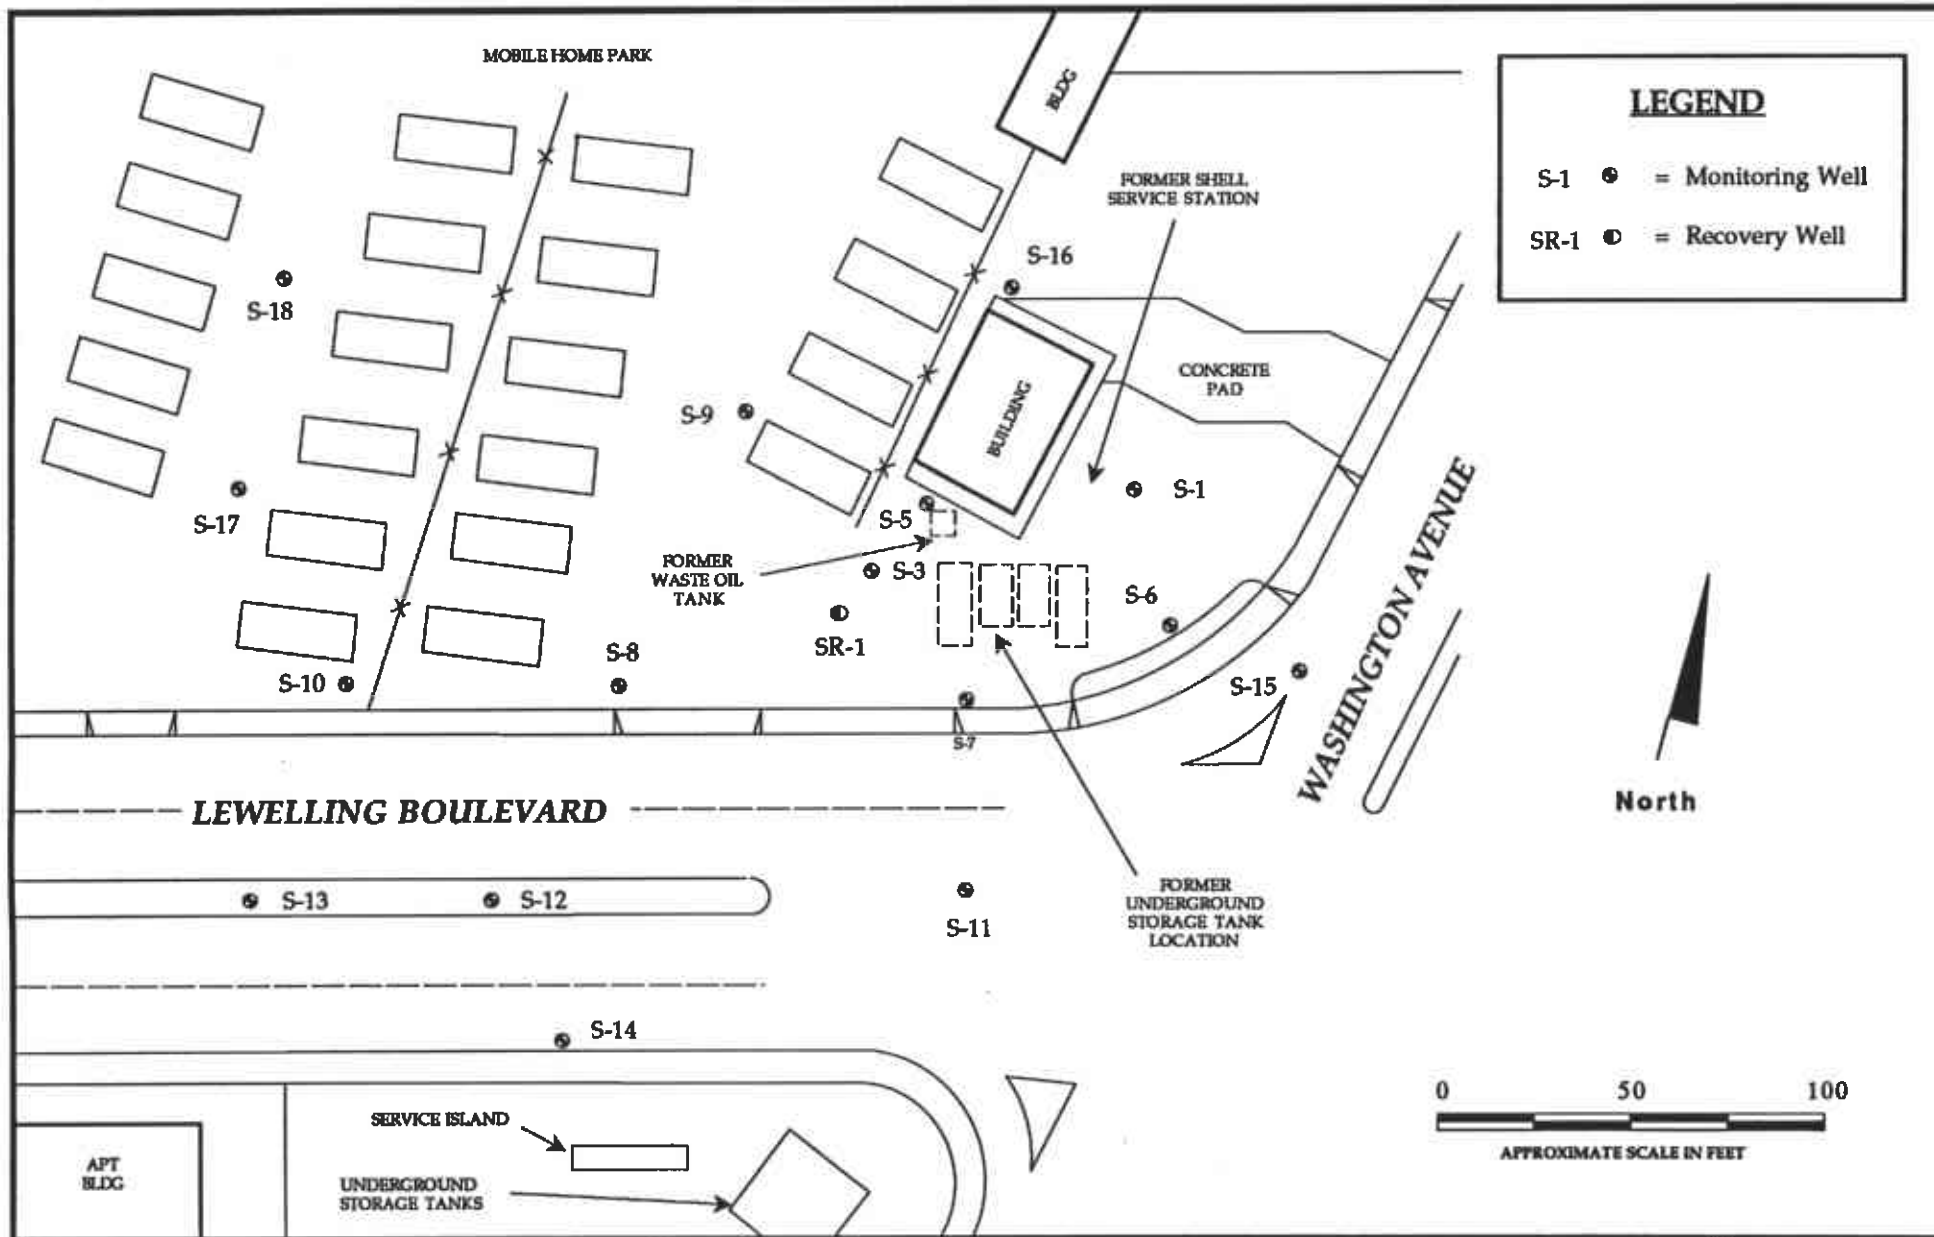 MOBILE HOME PARK
BLDG
LEGEND
S-1 = Monitoring Well
SR-1 = Recovery Well
FORMER SHELL
SERVICE STATION
S-16
S-18
CONCRETE
PAD
S-9
BUILDING
S-1
S-17
S-5
FORMER
WASTE OIL
TANK
S-3
S-6
SR-1
S-8
S-10
S-15
WASHINGTON AVENUE
S-7
North
LEWELLING BOULEVARD
S-13
S-12
S-11
FORMER
UNDERGROUND
STORAGE TANK
LOCATION
S-14
0 50 100
APPROXIMATE SCALE IN FEET
SERVICE ISLAND
APT
BLDG
UNDERGROUND
STORAGE TANKS